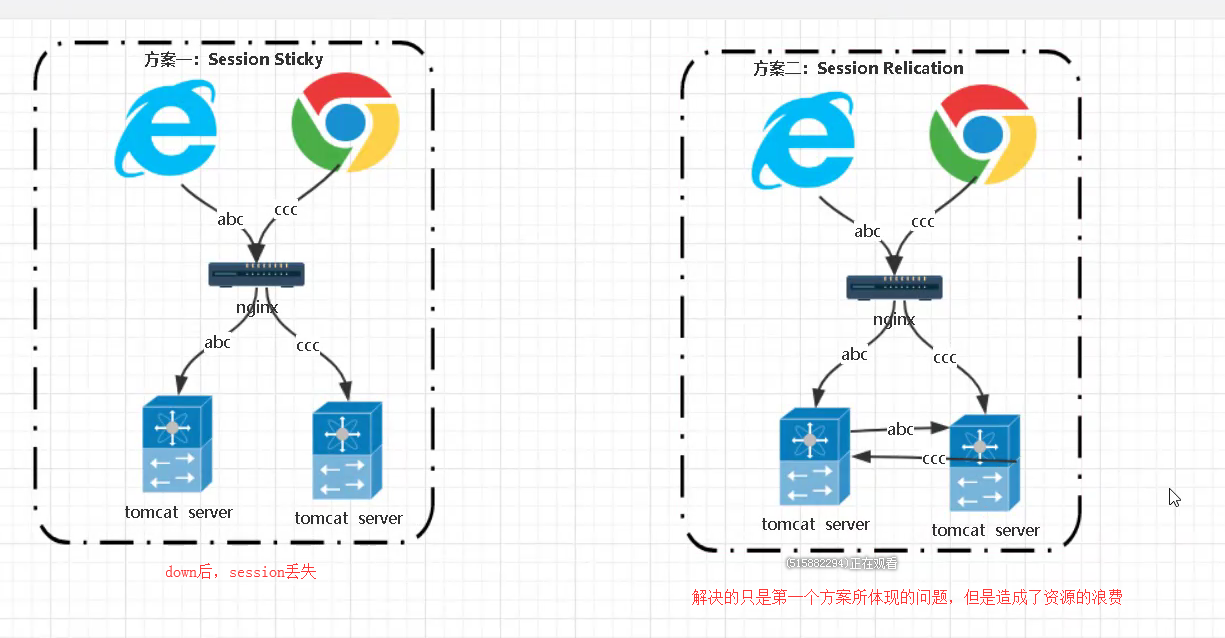 方案一：Session Sticky
abc
ccc
nginx
abc
ccc
tomcat server
tomcat server
down后，session丢失
方案二：Session Relication
abc
ccc
nginx
abc
ccc
abc
ccc
tomcat server
tomcat server
(515882294)正在观看
解决的只是第一个方案所体现的问题，但是造成了资源的浪费